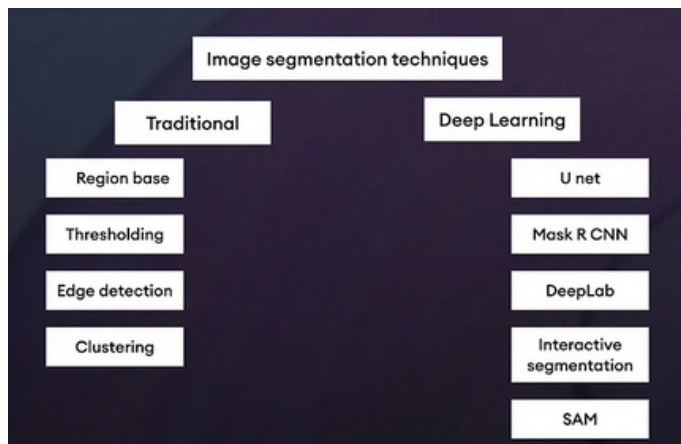 Image segmentation techniques
Traditional
Deep Learning
Region base
Thresholding
Edge detection
Clustering
U net
Mask R CNN
DeepLab
Interactive
segmentation
SAM